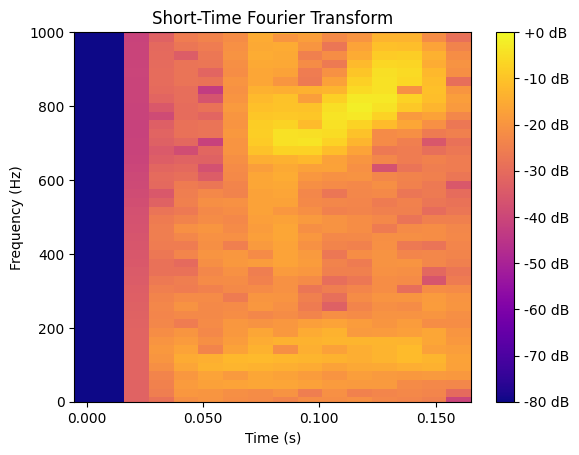 Short-Time Fourier Transform
Frequency (Hz)
1000
800
600
400
200
0
0.000
0.050
0.100
0.150
Time (s)
+0 dB
-10 dB
-20 dB
-30 dB
-40 dB
-50 dB
-60 dB
-70 dB
-80 dB